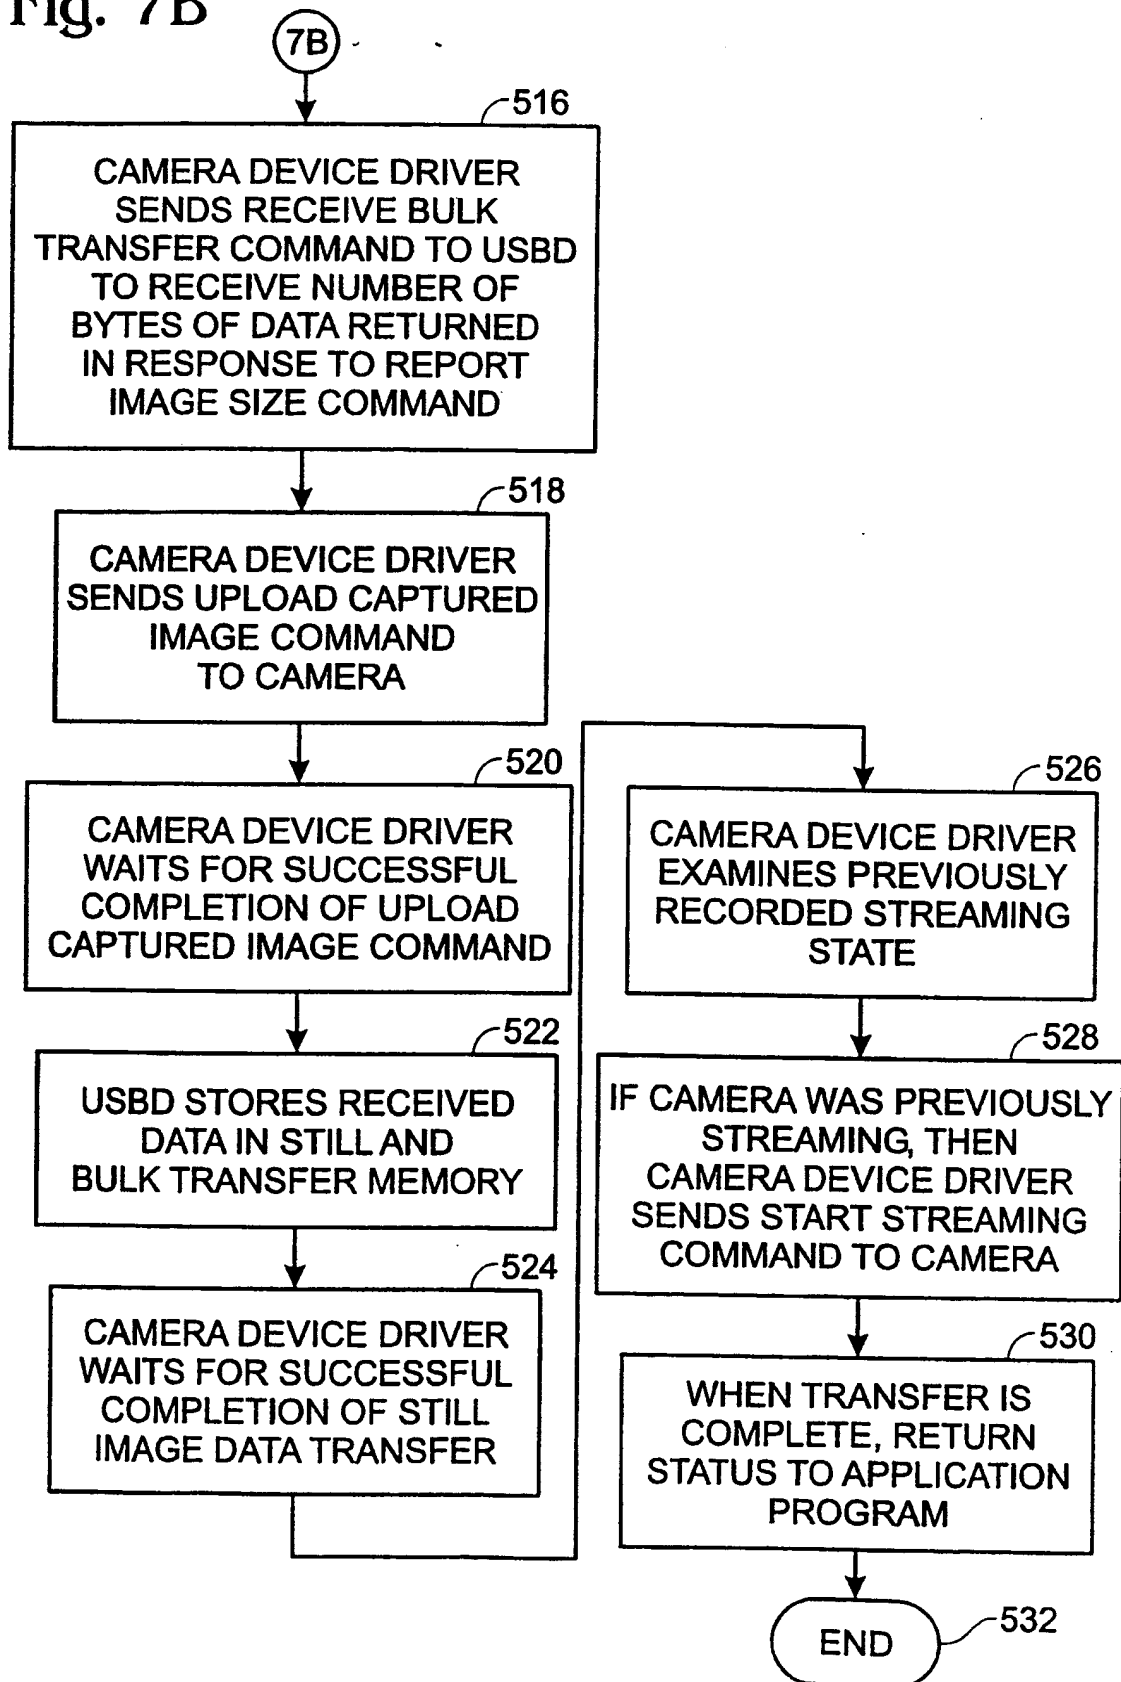 Fig. 7B
7B
516
CAMERA DEVICE DRIVER
SENDS RECEIVE BULK
TRANSFER COMMAND TO USBD
TO RECEIVE NUMBER OF
BYTES OF DATA RETURNED
IN RESPONSE TO REPORT
IMAGE SIZE COMMAND
518
CAMERA DEVICE DRIVER
SENDS UPLOAD CAPTURED
IMAGE COMMAND
TO CAMERA
520
CAMERA DEVICE DRIVER
WAITS FOR SUCCESSFUL
COMPLETION OF UPLOAD
CAPTURED IMAGE COMMAND
522
USBD STORES RECEIVED
DATA IN STILL AND
BULK TRANSFER MEMORY
524
CAMERA DEVICE DRIVER
WAITS FOR SUCCESSFUL
COMPLETION OF STILL
IMAGE DATA TRANSFER
526
CAMERA DEVICE DRIVER
EXAMINES PREVIOUSLY
RECORDED STREAMING
STATE
528
IF CAMERA WAS PREVIOUSLY
STREAMING, THEN
CAMERA DEVICE DRIVER
SENDS START STREAMING
COMMAND TO CAMERA
530
WHEN TRANSFER IS
COMPLETE, RETURN
STATUS TO APPLICATION
PROGRAM
END
532